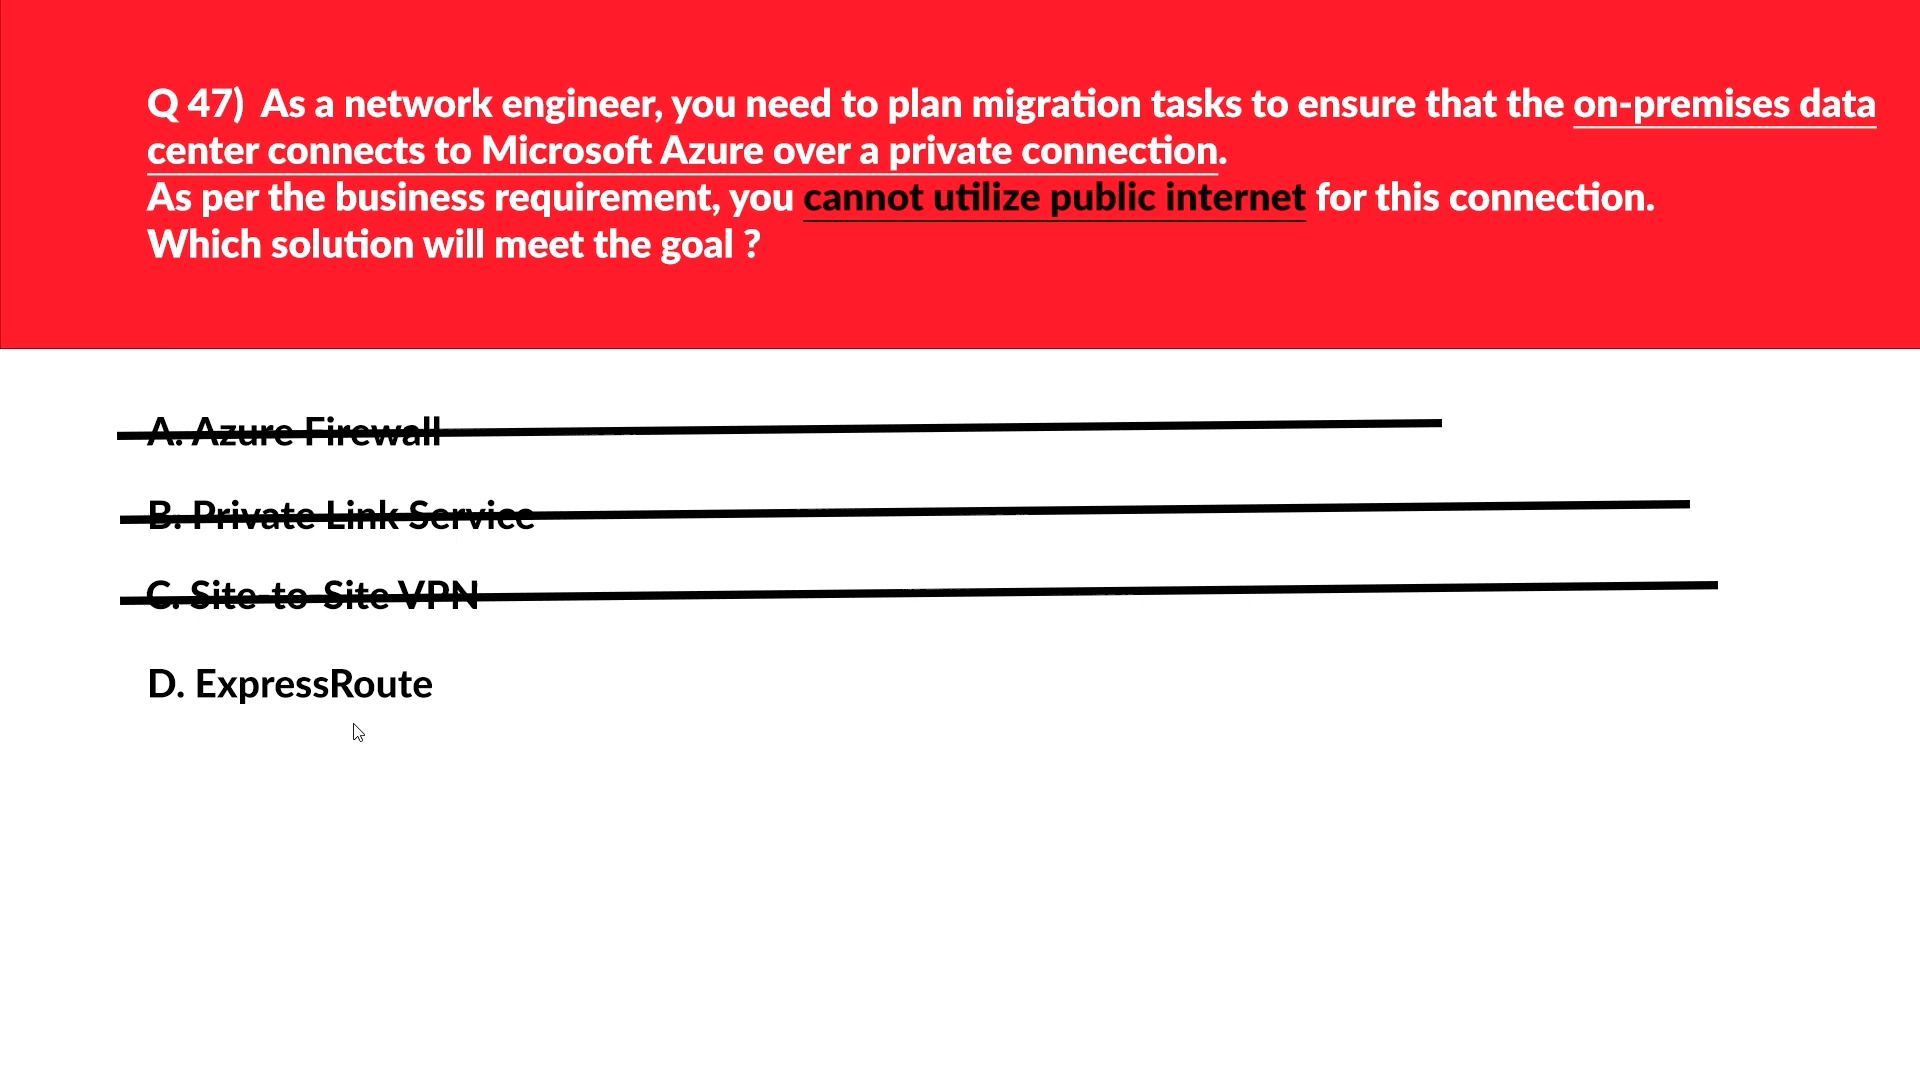 Q 47) As a network engineer, you need to plan migration tasks to ensure that the on-premises data
center connects to Microsoft Azure over a private connection.
As per the business requirement, you cannot utilize public internet for this connection.
Which solution will meet the goal ?
A. Azure Firewall
B. Private Link Service
C. Site-to-Site VPN
D. ExpressRoute